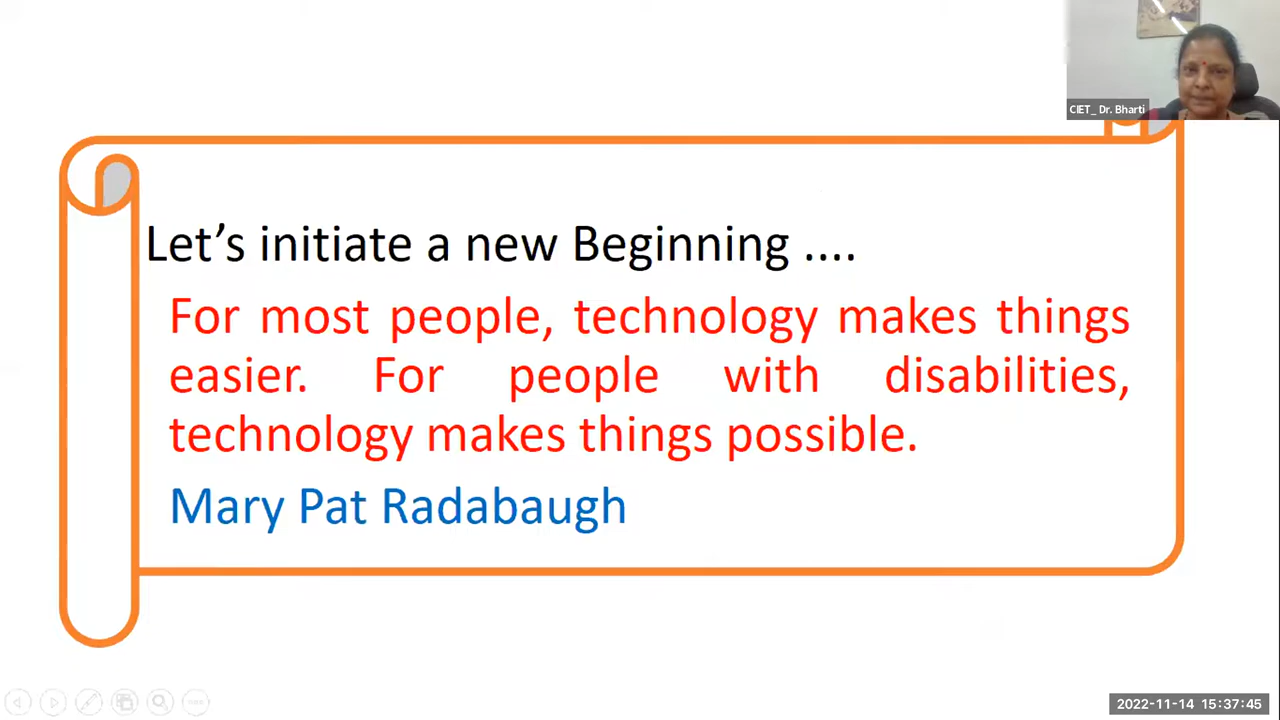 CIET_ Dr. Bharti
Let’s initiate a new Beginning ....
For most people, technology makes things
easier. For people with disabilities,
technology makes things possible.
Mary Pat Radabaugh
2022-11-14 15:37:45